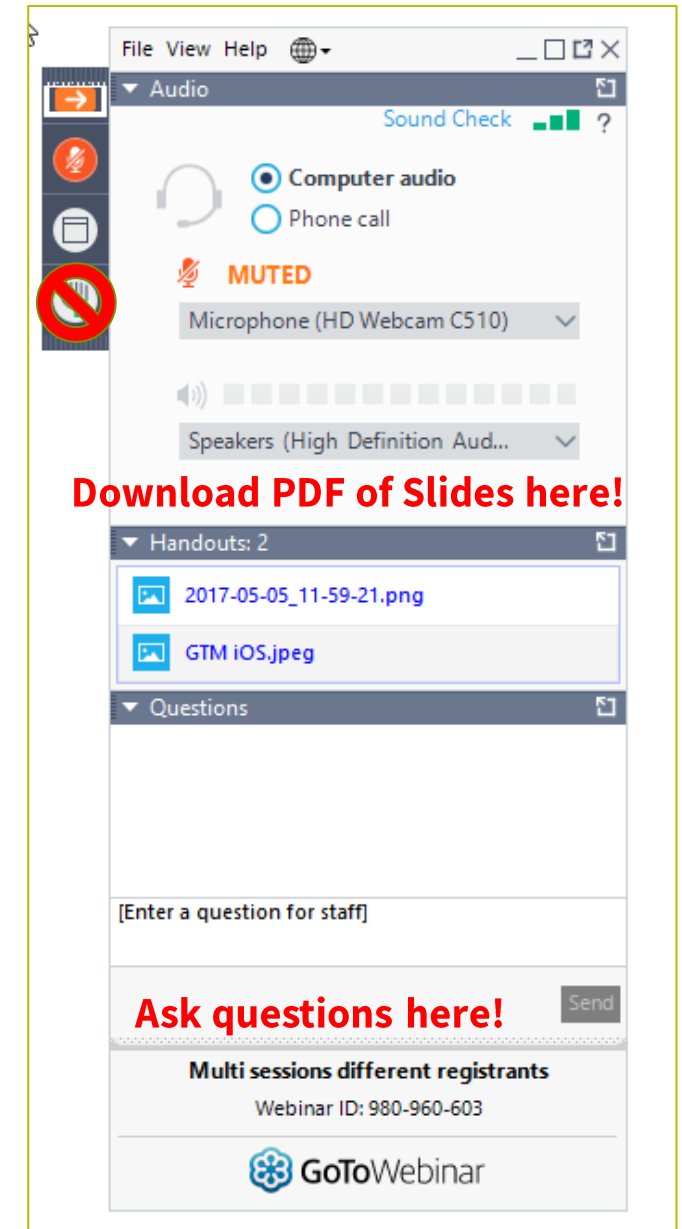 File View Help
Audio
Sound Check ?
Computer audio
Phone call
MUTED
Microphone (HD Webcam C510)
Speakers (High Definition Aud...
Download PDF of Slides here!
Handouts: 2
2017-05-05_11-59-21.png
GTM iOS.jpeg
Questions
[Enter a question for staff]
Send
Ask questions here!
Multi sessions different registrants
Webinar ID: 980-960-603
GoToWebinar